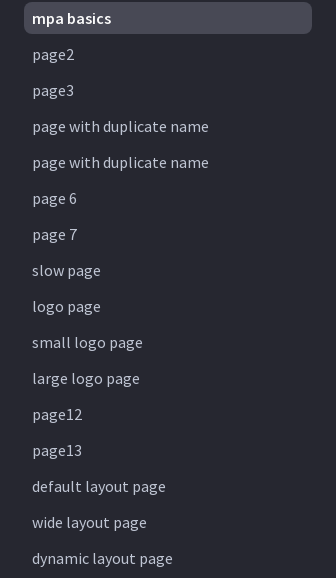 mpa basics
page2
page3
page with duplicate name
page with duplicate name
page 6
page 7
slow page
logo page
small logo page
large logo page
page12
page13
default layout page
wide layout page
dynamic layout page